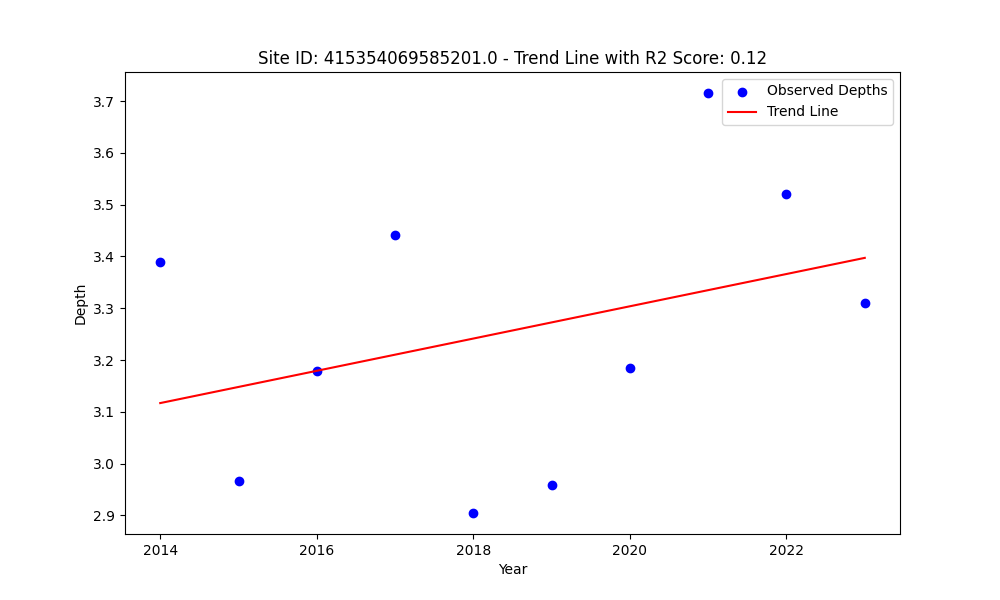 Site ID: 415354069585201.0 - Trend Line with R2 Score: 0.12
Observed Depths
Trend Line
3.7
3.6
3.5
3.4
3.3
3.2
3.1
3.0
2.9
Depth
2014
2016
2018
2020
2022
Year